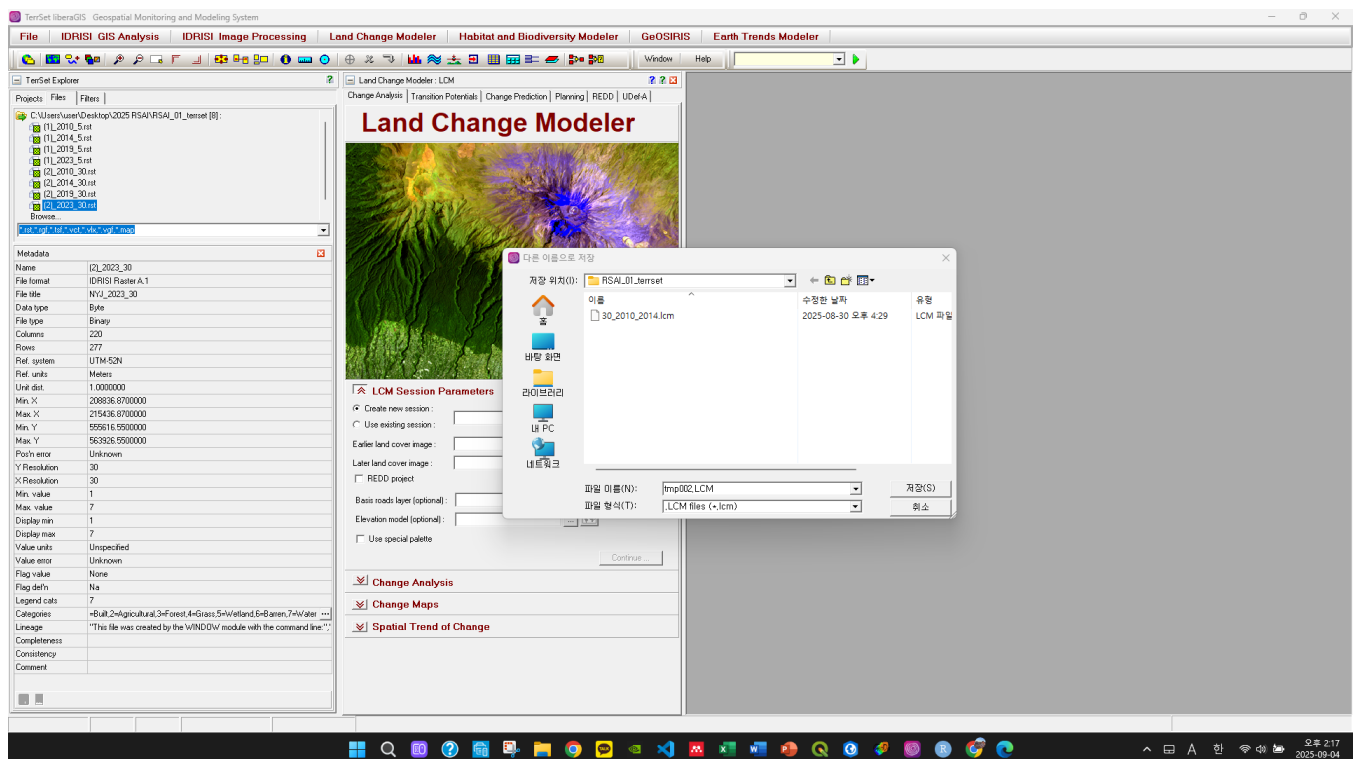 TerrSet liberaGIS Geospatial Monitoring and Modeling System
File IDRISI GIS Analysis IDRISI Image Processing Land Change Modeler Habitat and Biodiversity Modeler GeOSIRIS Earth Trends Modeler
Window Help
TerrSet Explorer
Projects Files Filters
C:\Users\user\Desktop\2025 RSAI\RSAI_01_terrset [8] :
(1)_2010_5.rst
(1)_2014_5.rst
(1)_2019_5.rst
(1)_2023_5.rst
(2)_2010_30.rst
(2)_2014_30.rst
(2)_2019_30.rst
(2)_2023_30.rst
Browse...
*.rst,*.rgf,*.tsf,*.vct,*.vlx,*.vgf,*.map
Metadata
Name (2)_2023_30
File format IDRISI Raster A.1
File title NYJ_2023_30
Data type Byte
File type Binary
Columns 220
Rows 277
Ref. system UTM-52N
Ref. units Meters
Unit dist. 1.0000000
Min. X 208836.8700000
Max. X 215436.8700000
Min. Y 555616.5500000
Max. Y 563926.5500000
Pos'n error Unknown
Y Resolution 30
X Resolution 30
Min. value 1
Max. value 7
Display min 1
Display max 7
Value units Unspecified
Value error Unknown
Flag value None
Flag def'n Na
Legend cats 7
Categories =Built,2=Agricultural,3=Forest,4=Grass,5=Wetland,6=Barren,7=Water ...
Lineage "This file was created by the WINDOW module with the command line:","
Completeness
Consistency
Comment
Land Change Modeler : LCM
Change Analysis Transition Potentials Change Prediction Planning REDD UDef-A
Land Change Modeler
LCM Session Parameters
Create new session :
Use existing session :
Earlier land cover image :
Later land cover image :
REDD project
Basis roads layer (optional) :
Elevation model (optional) :
Use special palette
Continue ...
Change Analysis
Change Maps
Spatial Trend of Change
다른 이름으로 저장
저장 위치(I): RSAI_01_terrset
이름 수정한 날짜 유형
30_2010_2014.lcm 2025-08-30 오후 4:29 LCM 파일
홈
바탕 화면
라이브러리
내 PC
네트워크
파일 이름(N): tmp002.LCM 저장(S)
파일 형식(T): .LCM files (*.lcm) 취소
A 한 오후 2:17
2025-09-04